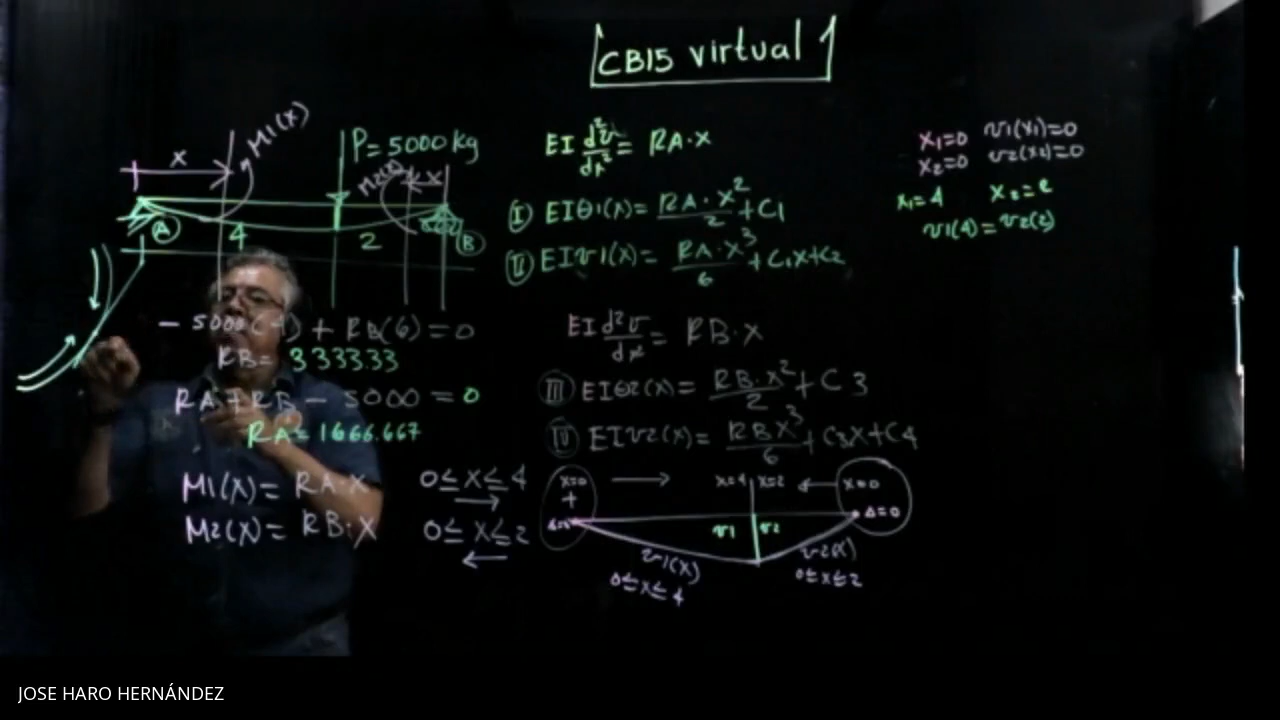 CB15 virtual
M1(x)
P = 5000 kg
x
M2(x)
x
A
4
2
B
EI d²v/dx² = RA·x
I) EIθ1(x) = RA·x²/2 + C1
II) EIv1(x) = RA·x³/6 + C1x+C2
x1=0 v1(x1)=0
x2=0 v2(x2)=0
x1=4 x2=2
v1(4)=v2(2)
- 5000(4) + RB(6) = 0
RB= 3333.33
RA+RB - 5000 = 0
RA= 1666.667
M1(x)= RA·x 0≤x≤4
M2(x)= RB·x 0≤x≤2
EI d²v/dx² = RB·x
III EIθ2(x)= RB·x²/2 + C3
IV EIv2(x)= RBx³/6 + C3x+C4
x=0
x=4 x=2
x=0
Δ=0
Δ=0
v1 v2
v1(x)
0≤x≤4
v2(x)
0≤x≤2
JOSE HARO HERNÁNDEZ